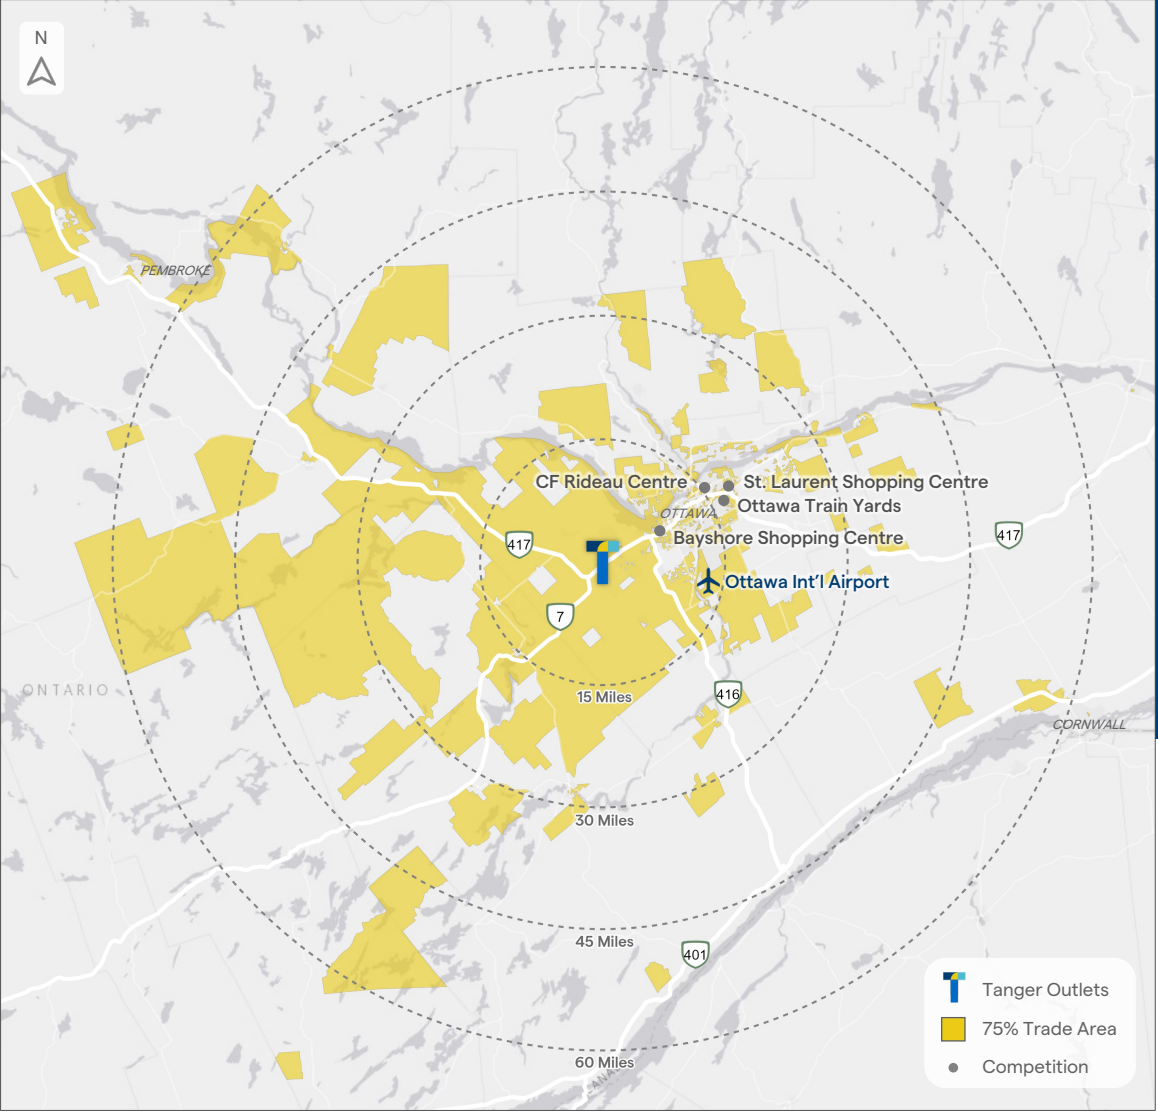 N
PEMBROKE
CF Rideau Centre
St. Laurent Shopping Centre
Ottawa Train Yards
OTTAWA
Bayshore Shopping Centre
417
417
Ottawa Int'l Airport
7
ONTARIO
15 Miles
416
CORNWALL
30 Miles
45 Miles
401
60 Miles
Tanger Outlets
75% Trade Area
Competition